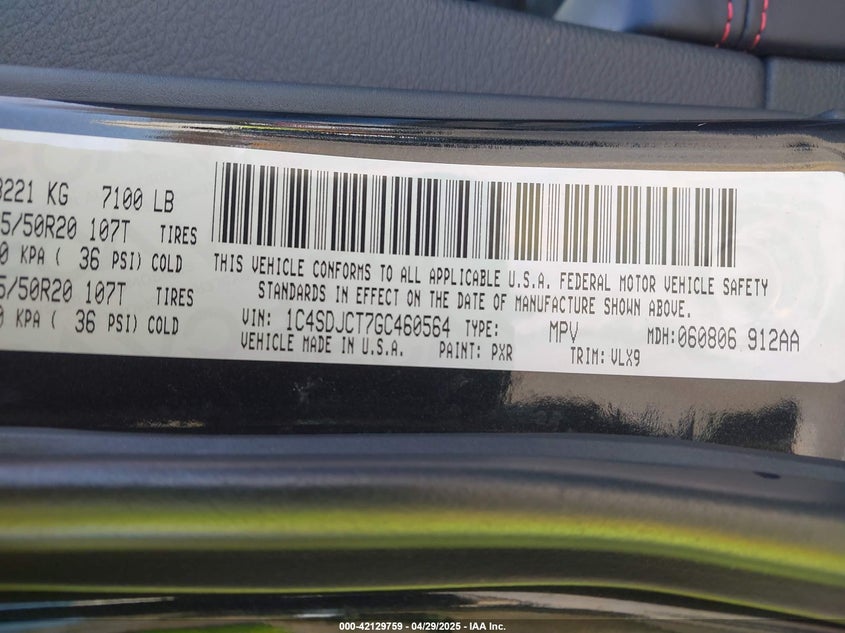 3221 KG 7100 LB
5/50R20 107T TIRES
0 KPA ( 36 PSI) COLD
5/50R20 107T TIRES
0 KPA ( 36 PSI) COLD
THIS VEHICLE CONFORMS TO ALL APPLICABLE U.S.A. FEDERAL MOTOR VEHICLE SAFETY
STANDARDS IN EFFECT ON THE DATE OF MANUFACTURE SHOWN ABOVE.
VIN: 1C4SDJCT7GC460564 TYPE: MPV MDH:060806 912AA
VEHICLE MADE IN U.S.A. PAINT: PXR TRIM: VLX9
000-42129759 - 04/29/2025 - IAA Inc.